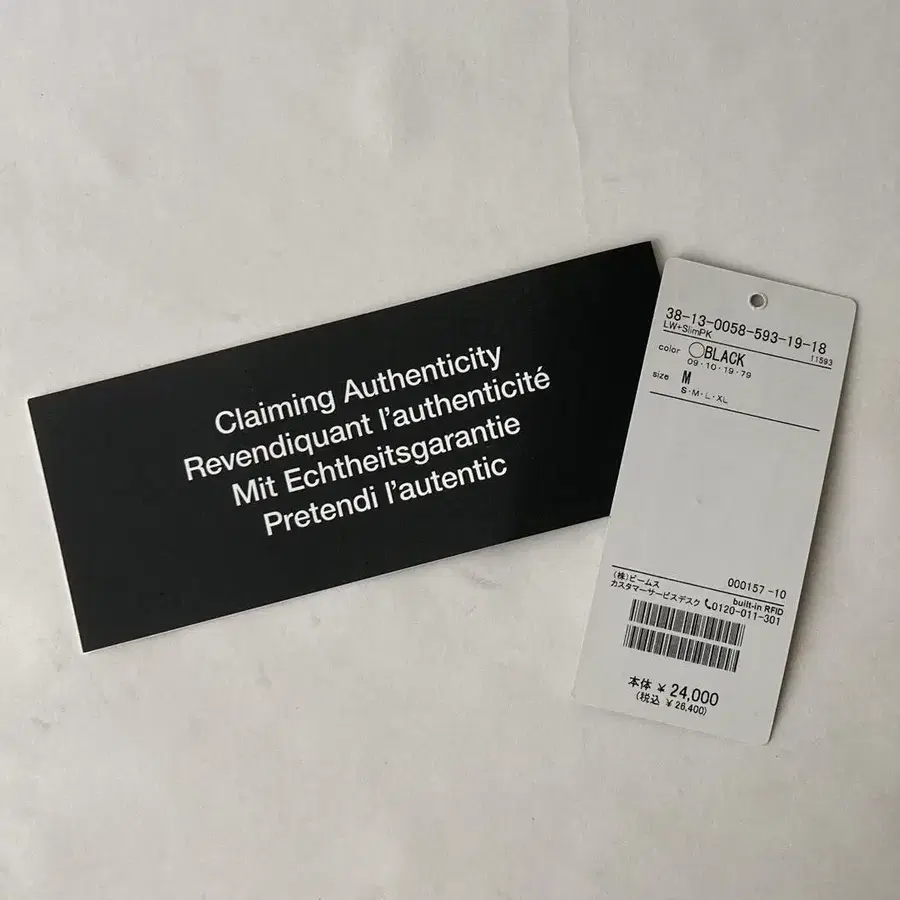 Claiming Authenticity
Revendiquant l'authenticité
Mit Echtheitsgarantie
Pretendi l'autentic
38-13-0058-593-19-18
LW+SlimPK 11593
color ◯BLACK
09・10・19・79
size M
S・M・L・XL
(株)ビームス 000157-10
built-in RFID
カスタマーサービスデスク 0120-011-301
本体 ¥ 24,000
(税込 ¥ 26,400)